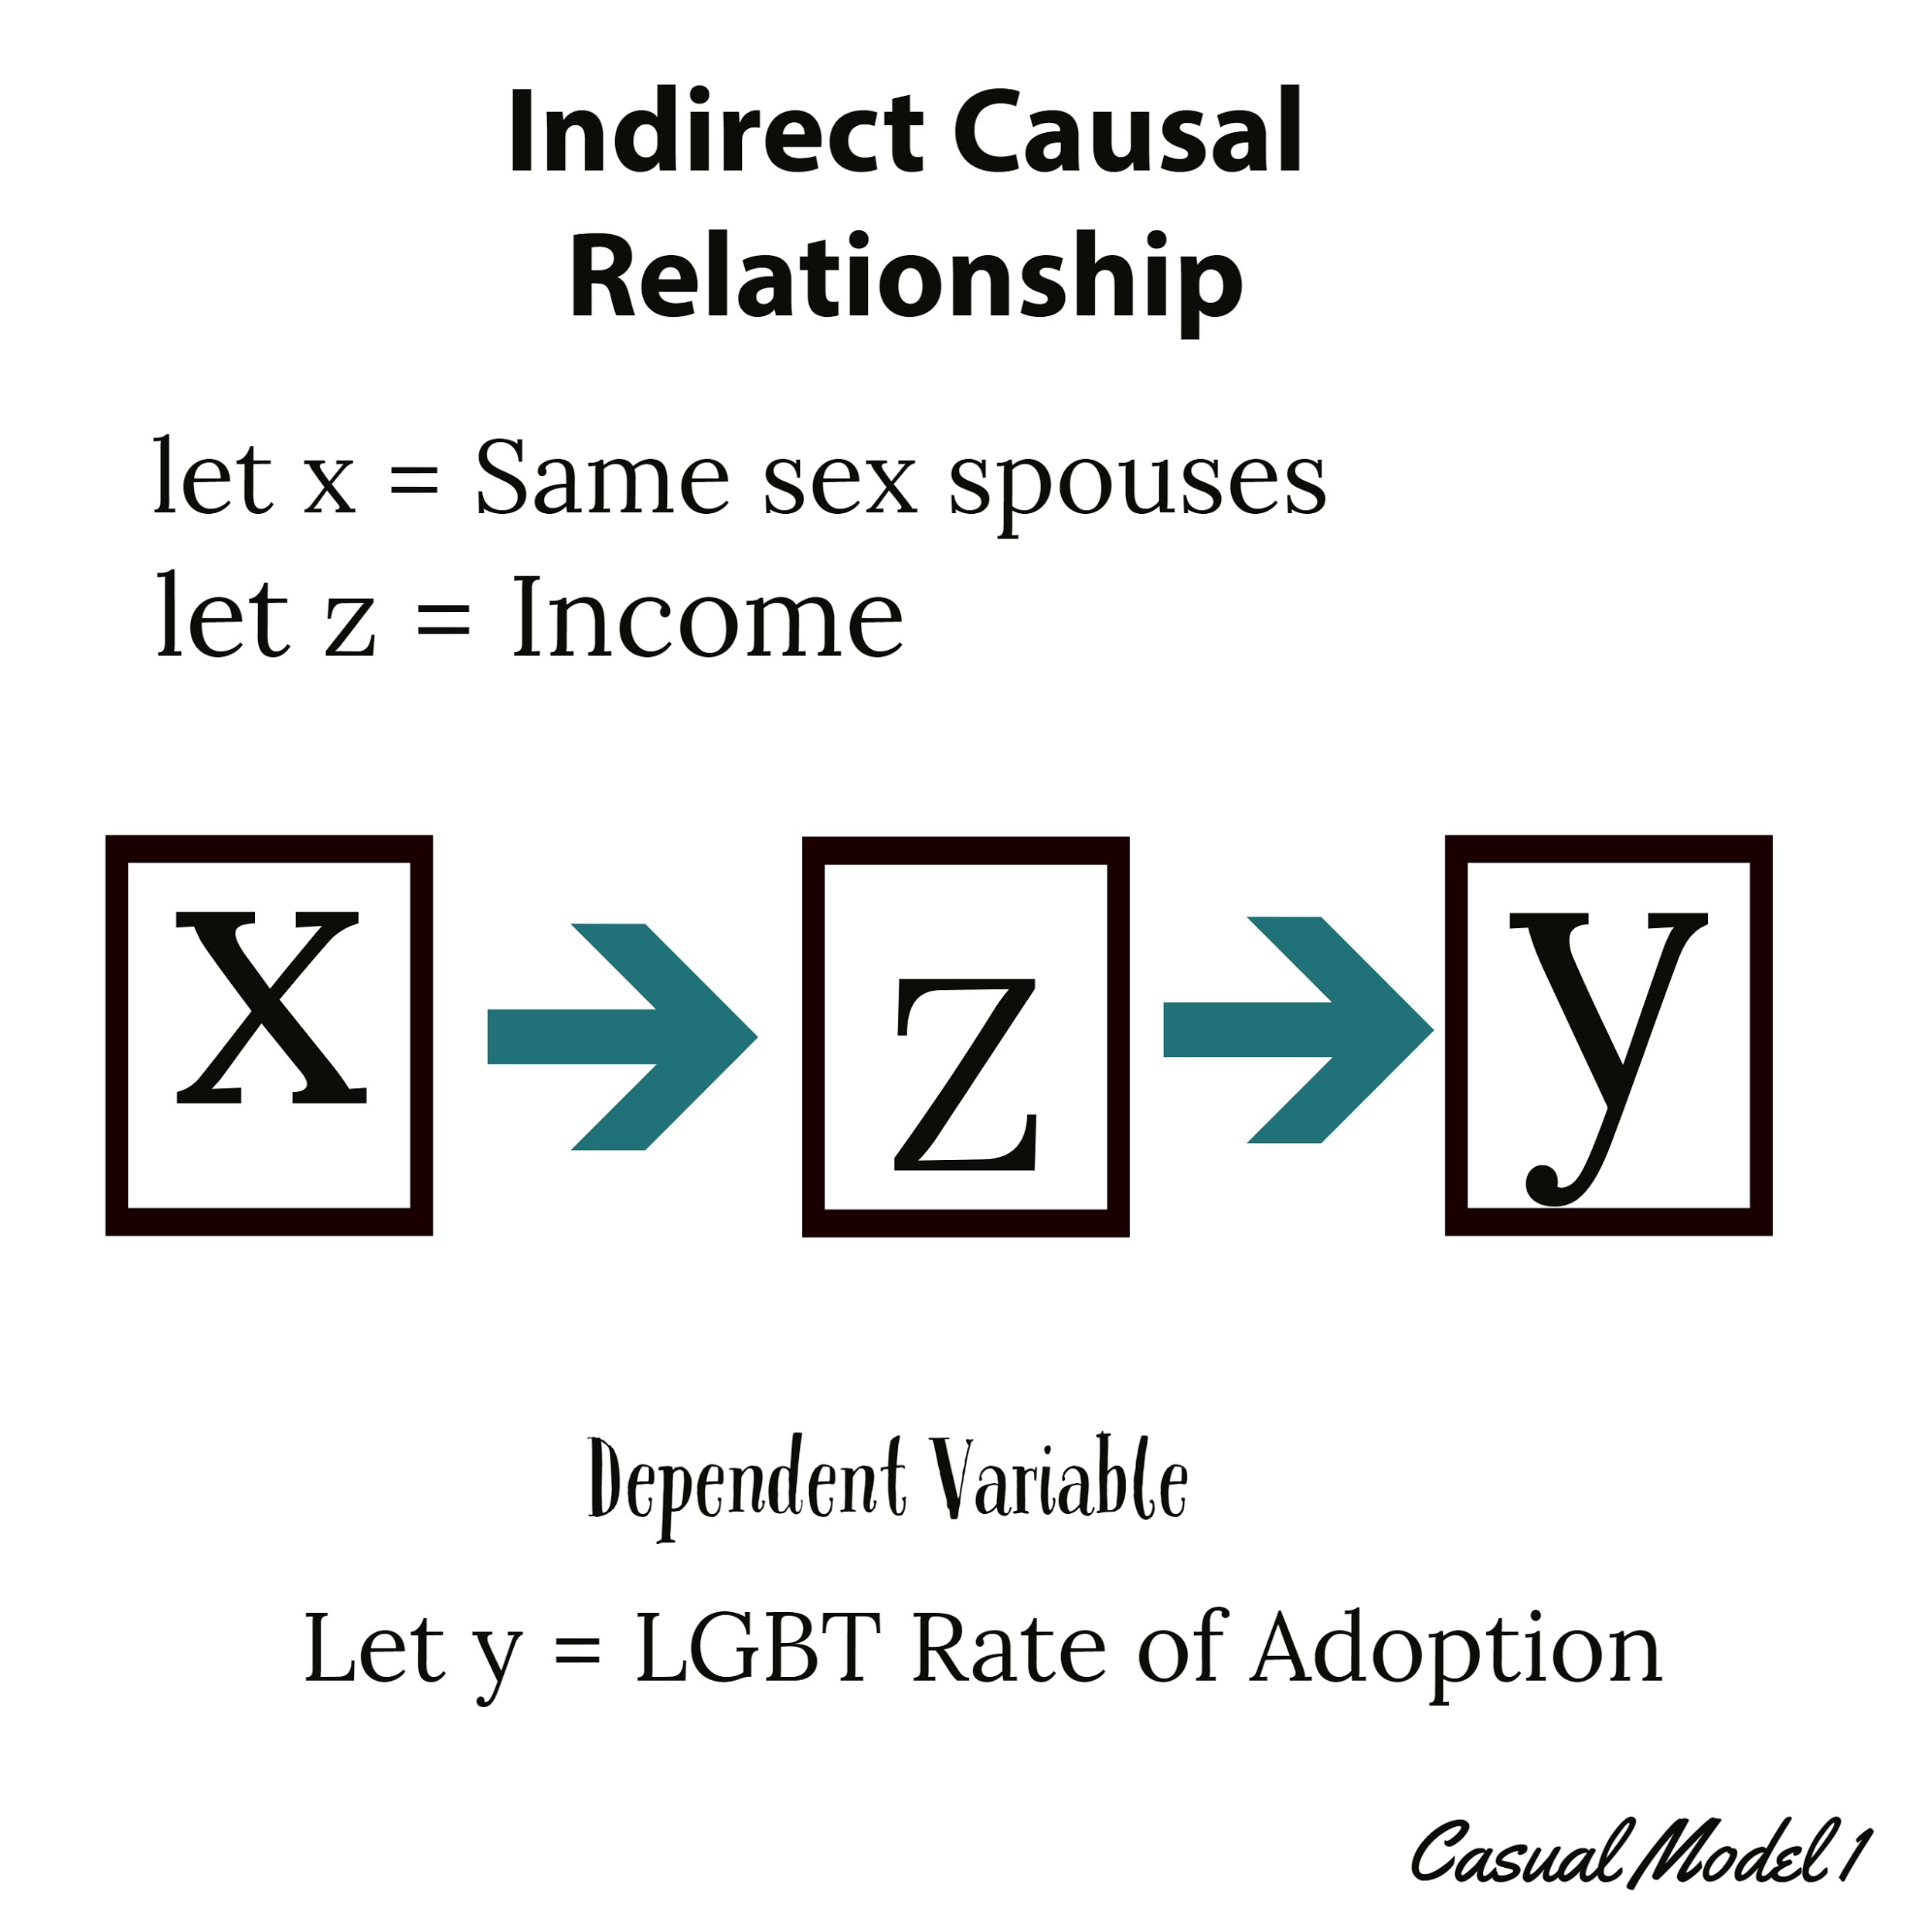 Indirect Causal
Relationship
let x = Same sex spouses
let z = Income
x z y
Dependent Variable
Let y = LGBT Rate of Adoption
Casual Model 1